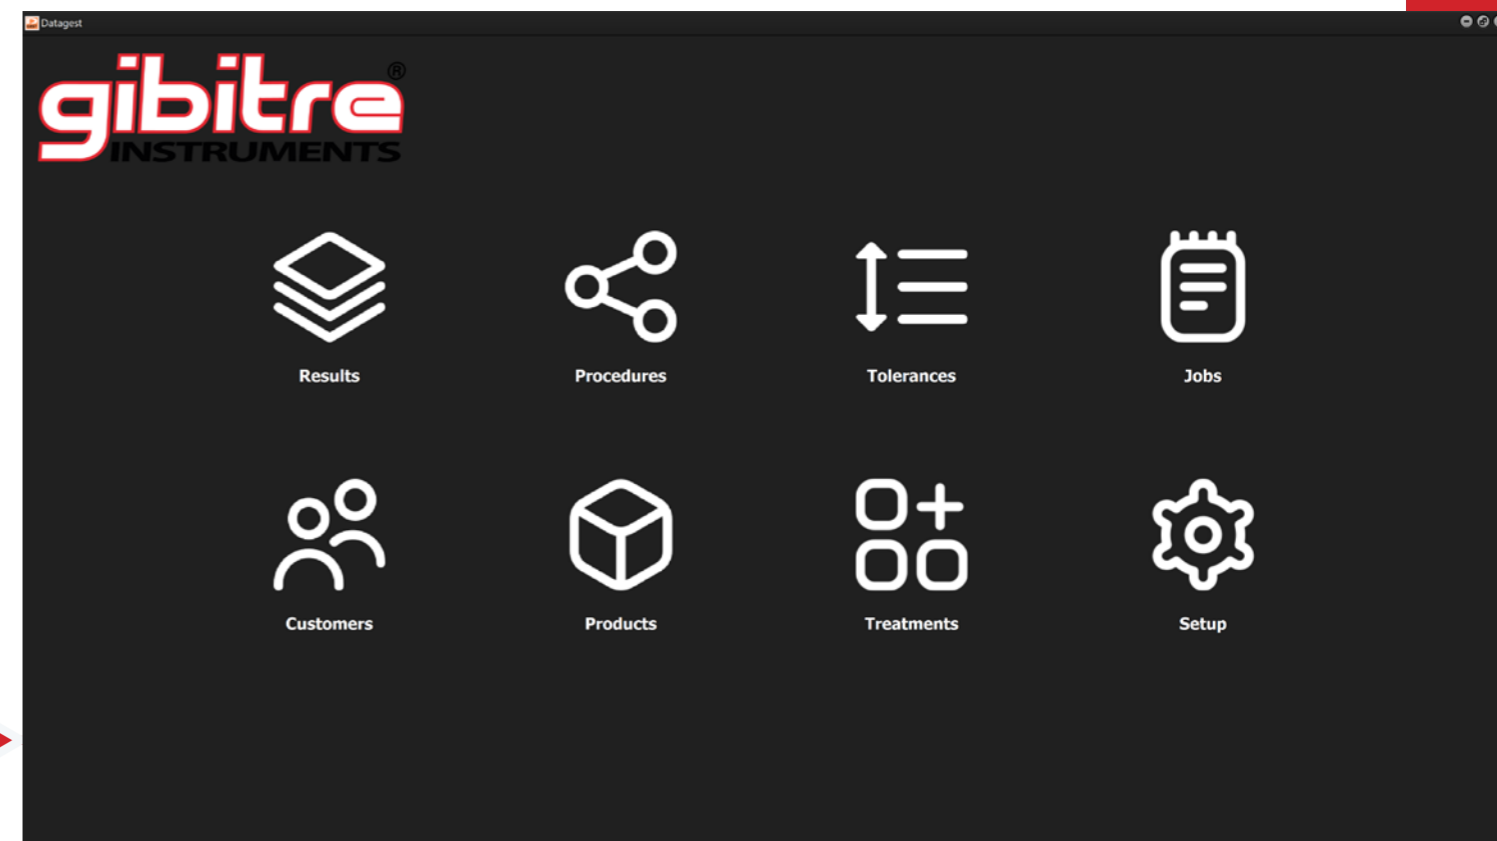 Datagest
gibitre®
INSTRUMENTS
Results
Procedures
Tolerances
Jobs
Customers
Products
Treatments
Setup